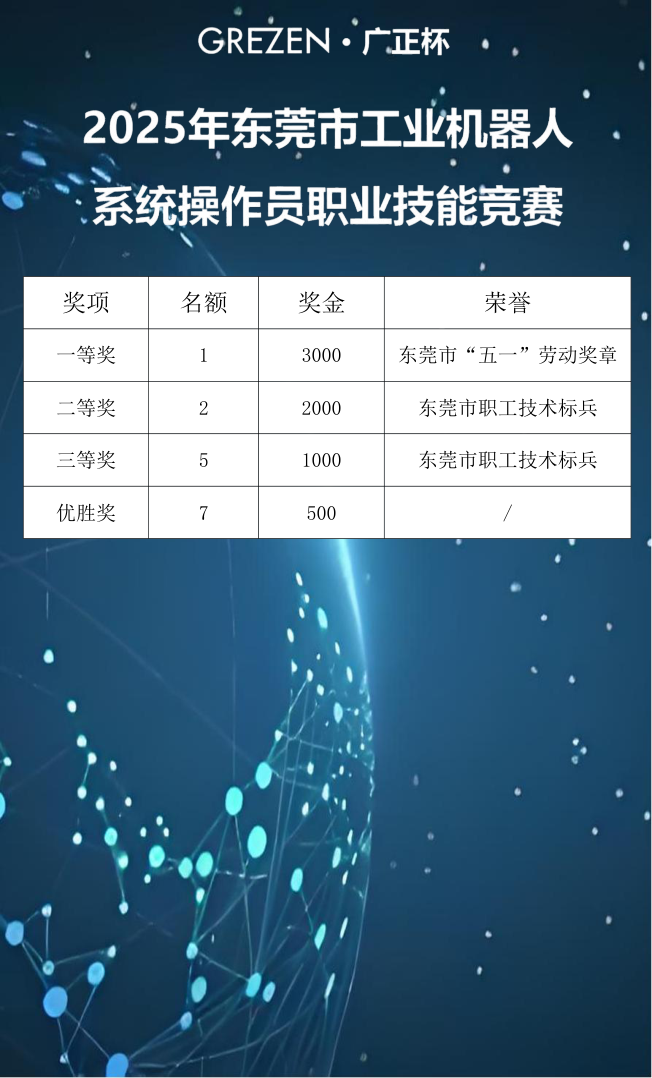 GREZEN·广正杯
2025年东莞市工业机器人
系统操作员职业技能竞赛
奖项 名额 奖金 荣誉
一等奖 1 3000 东莞市“五一”劳动奖章
二等奖 2 2000 东莞市职工技术标兵
三等奖 5 1000 东莞市职工技术标兵
优胜奖 7 500 /